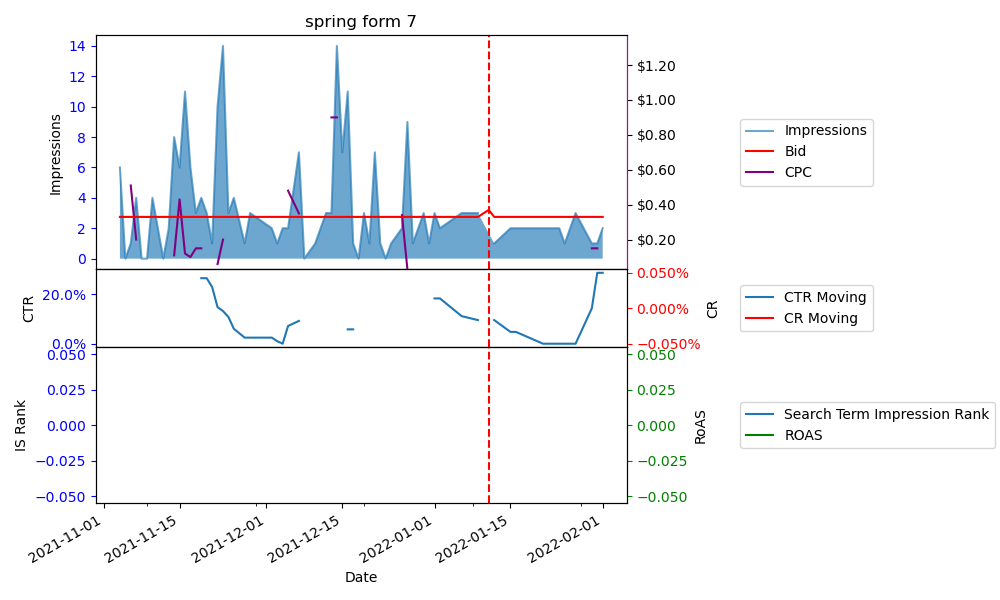 spring form 7
Impressions
14
12
10
8
6
4
2
0
$1.20
$1.00
$0.80
$0.60
$0.40
$0.20
Impressions
Bid
CPC
CTR
20.0%
0.0%
0.050%
0.000%
−0.050%
CR
CTR Moving
CR Moving
IS Rank
0.050
0.025
0.000
−0.025
−0.050
0.050
0.025
0.000
−0.025
−0.050
RoAS
Search Term Impression Rank
ROAS
2021-11-01
2021-11-15
2021-12-01
2021-12-15
2022-01-01
2022-01-15
2022-02-01
Date